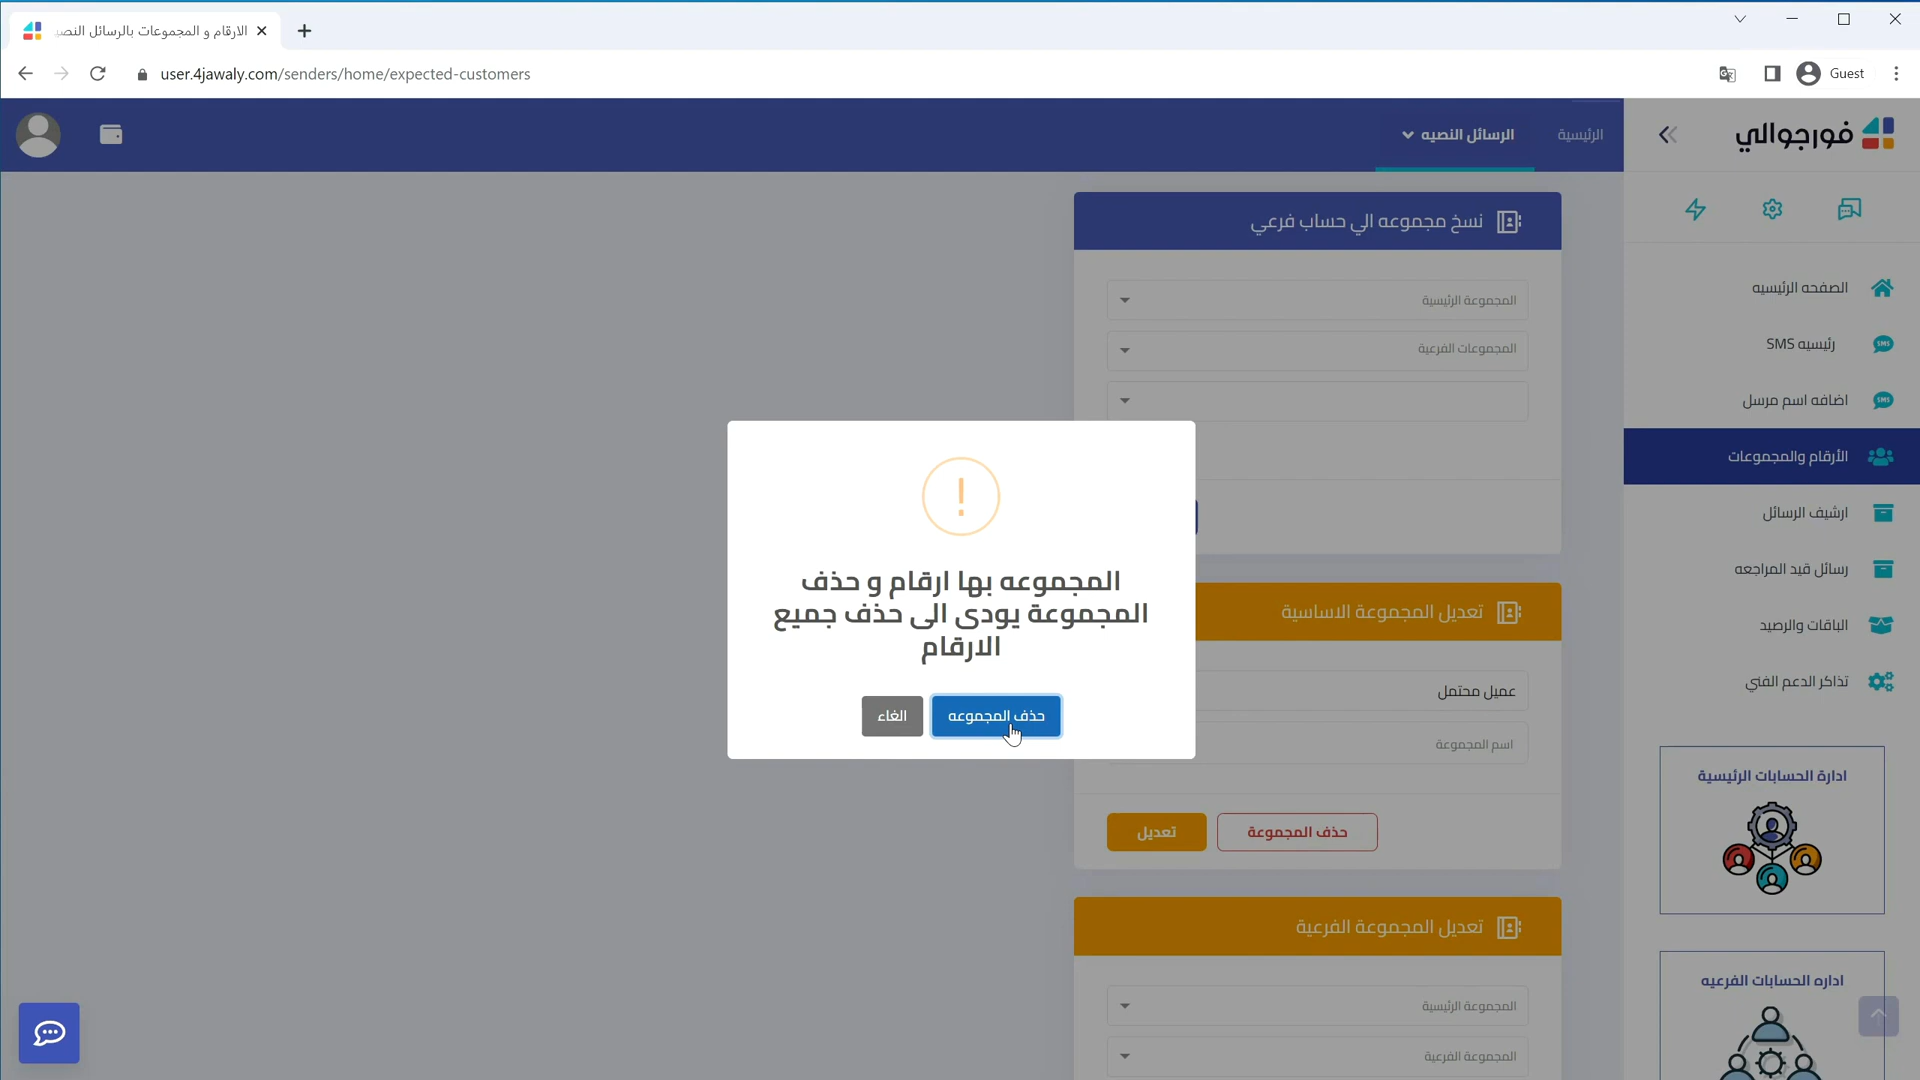 الارقام و المجموعات بالرسائل النصي
user.4jawaly.com/senders/home/expected-customers
Guest
فورجوالي
الرئيسية
الرسائل النصيه
نسخ مجموعه الي حساب فرعي
المجموعة الرئيسية
المجموعات الفرعية
الصفحه الرئيسيه
رئيسيه SMS
اضافه اسم مرسل
الأرقام والمجموعات
ارشيف الرسائل
رسائل قيد المراجعه
الباقات والرصيد
تذاكر الدعم الفني
ادارة الحسابات الرئيسية
اداره الحسابات الفرعيه
المجموعه بها ارقام و حذف
المجموعة يودى الى حذف جميع
الارقام
حذف المجموعه
الغاء
تعديل المجموعة الاساسية
عميل محتمل
اسم المجموعة
حذف المجموعة
تعديل
تعديل المجموعة الفرعية
المجموعة الرئيسية
المجموعة الفرعية